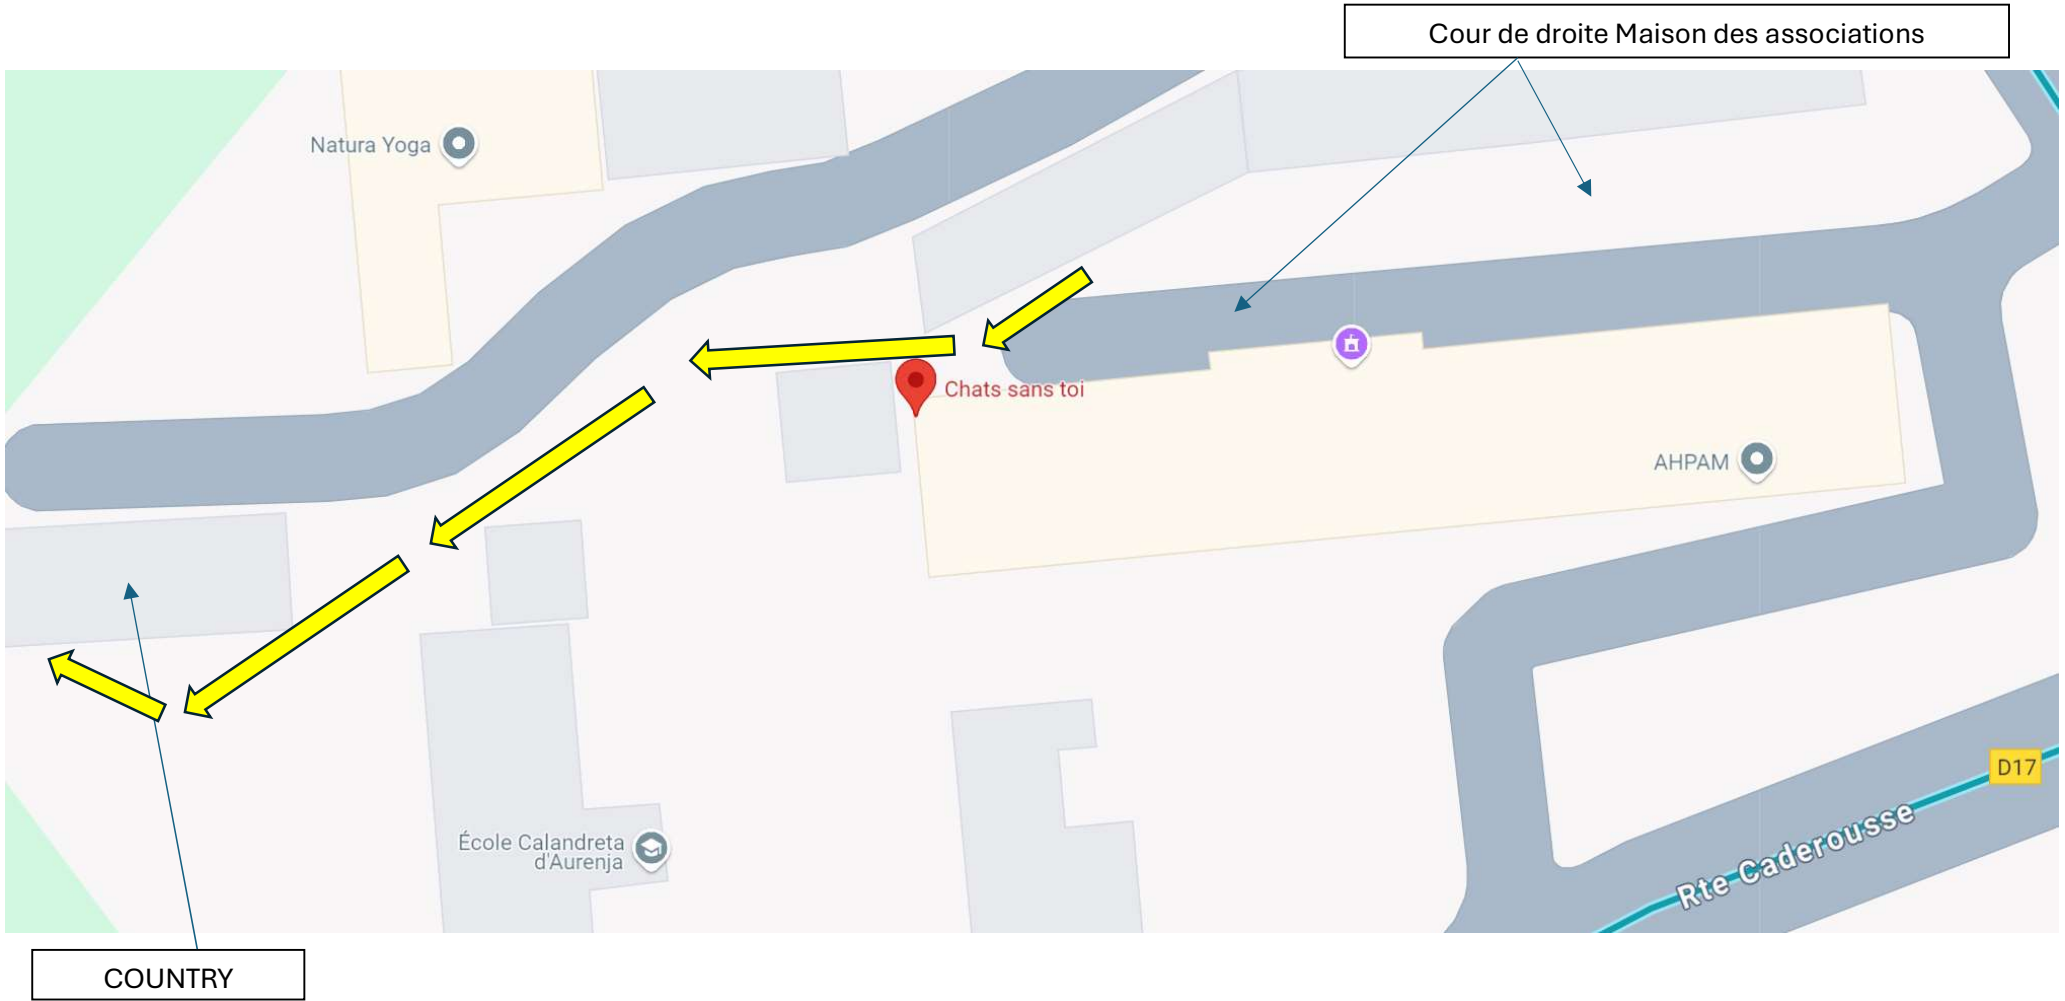 Cour de droite Maison des associations
Natura Yoga
Chats sans toi
AHPAM
D17
Rte Caderousse
École Calandreta
d'Aurenja
COUNTRY